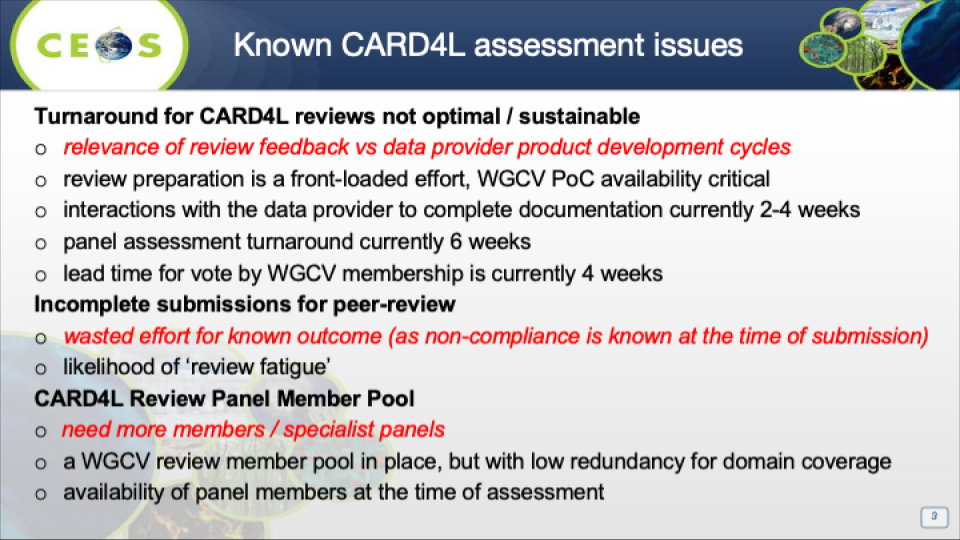 CEOS
Known CARD4L assessment issues
Turnaround for CARD4L reviews not optimal / sustainable
o relevance of review feedback vs data provider product development cycles
o review preparation is a front-loaded effort, WGCV PoC availability critical
o interactions with the data provider to complete documentation currently 2-4 weeks
o panel assessment turnaround currently 6 weeks
o lead time for vote by WGCV membership is currently 4 weeks
Incomplete submissions for peer-review
o wasted effort for known outcome (as non-compliance is known at the time of submission)
o likelihood of ‘review fatigue’
CARD4L Review Panel Member Pool
o need more members / specialist panels
o a WGCV review member pool in place, but with low redundancy for domain coverage
o availability of panel members at the time of assessment
3